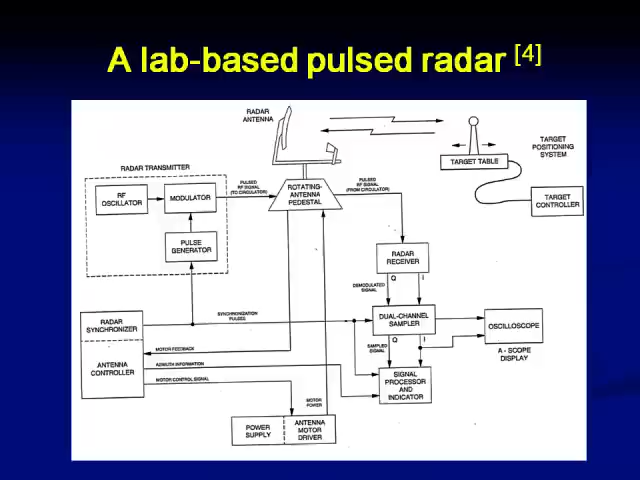 A lab-based pulsed radar [4]
RADAR
ANTENNA
TARGET
POSITIONING
SYSTEM
TARGET TABLE
RADAR TRANSMITTER
RF
OSCILLATOR
MODULATOR
PULSED
RF SIGNAL
(TO CIRCULATOR)
ROTATING-
ANTENNA
PEDESTAL
PULSED
RF SIGNAL
(FROM CIRCULATOR)
TARGET
CONTROLLER
PULSE
GENERATOR
RADAR
RECEIVER
Q
I
DEMODULATED
SIGNAL
RADAR
SYNCHRONIZER
SYNCHRONIZATION
PULSES
DUAL-CHANNEL
SAMPLER
OSCILLOSCOPE
Q
I
SAMPLED
SIGNAL
A - SCOPE
DISPLAY
MOTOR FEEDBACK
ANTENNA
CONTROLLER
AZIMUTH INFORMATION
MOTOR CONTROL SIGNAL
SIGNAL
PROCESSOR
AND
INDICATOR
MOTOR
POWER
POWER
SUPPLY
ANTENNA
MOTOR
DRIVER